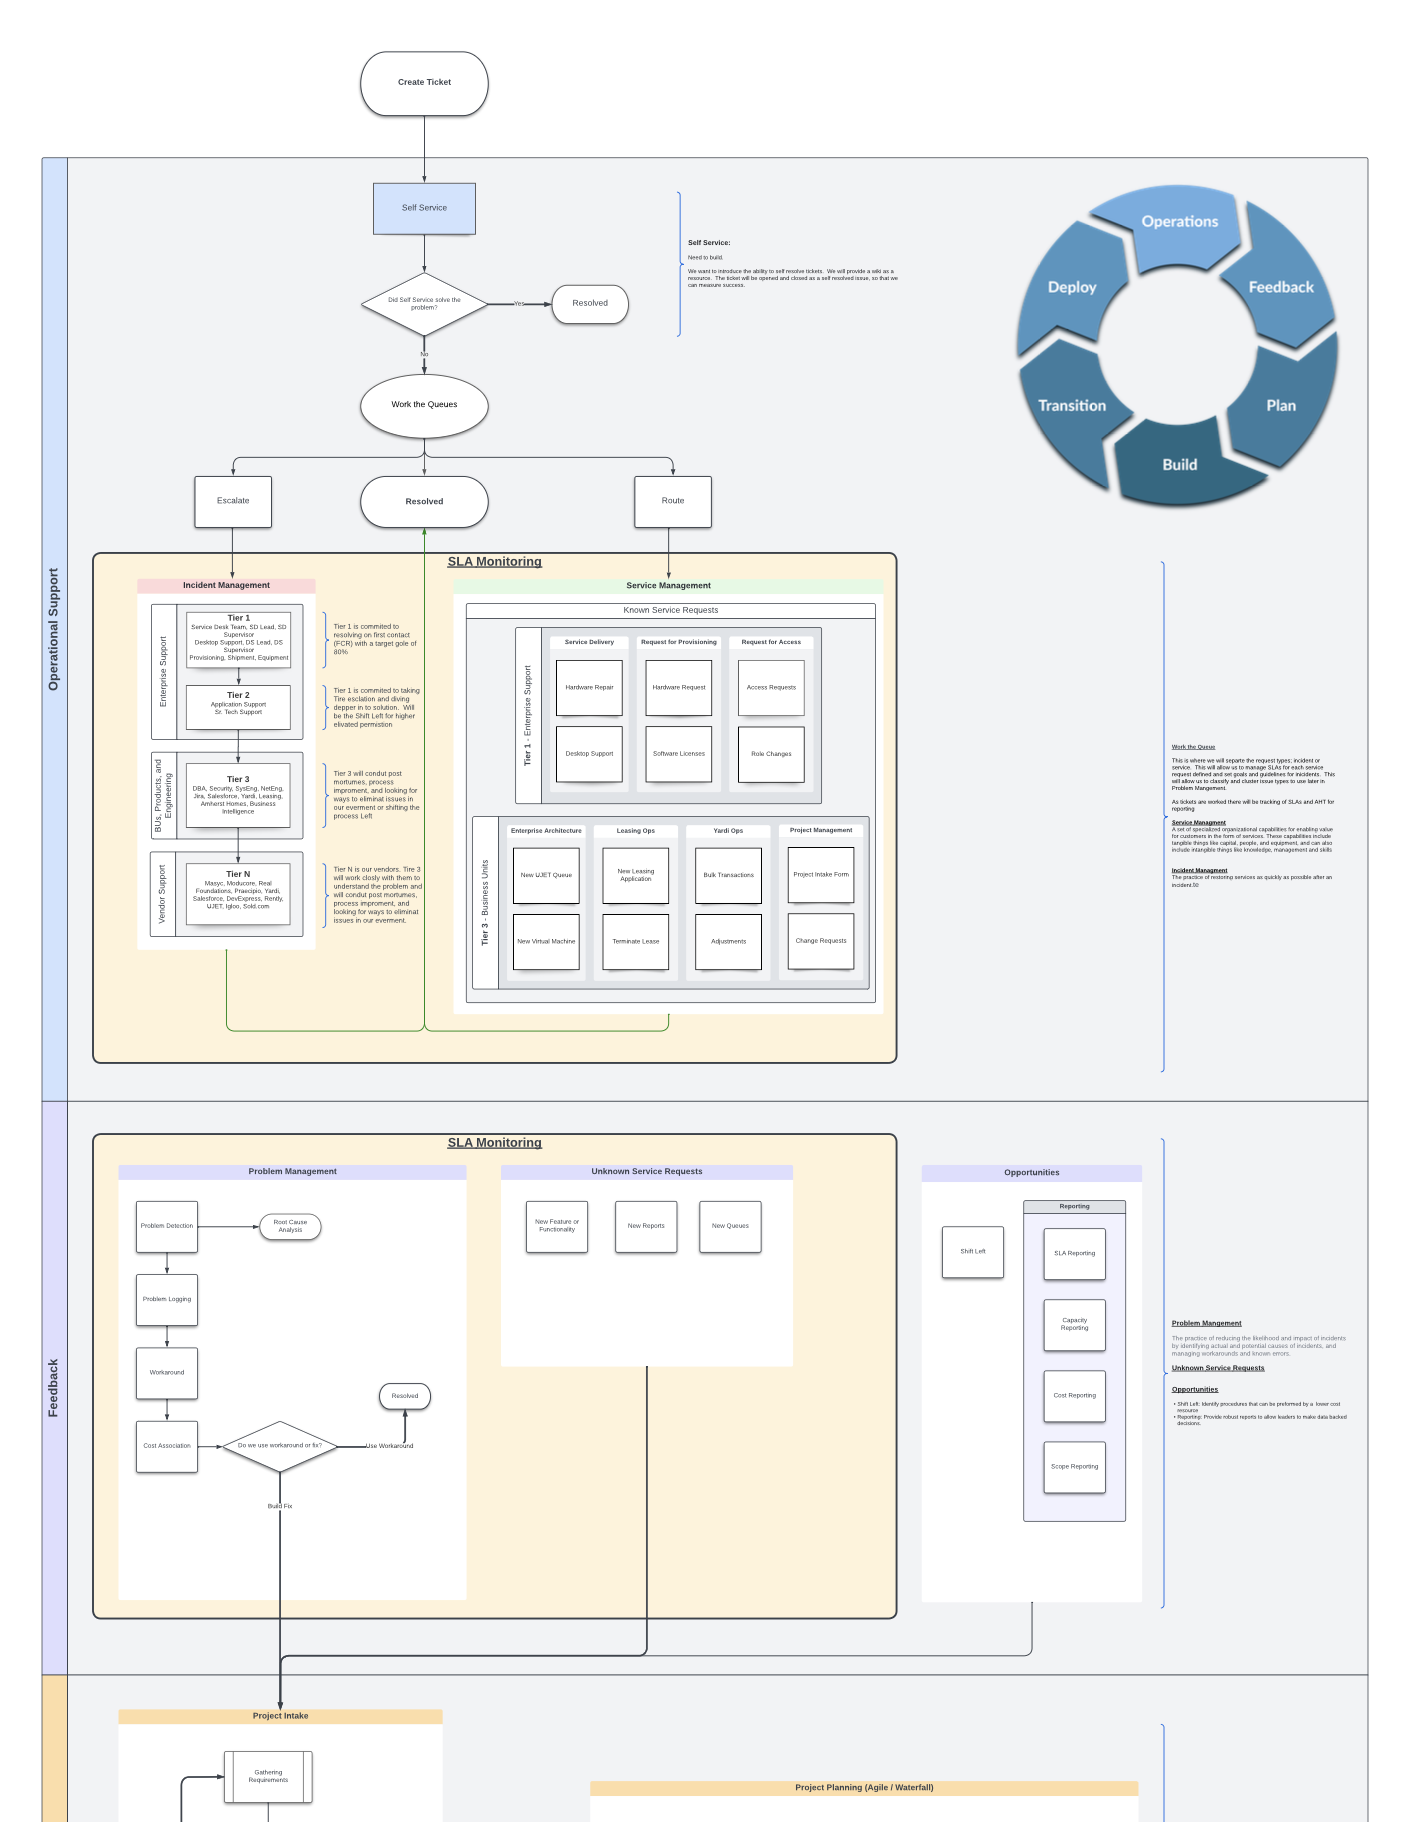 Create Ticket
Operational Support
Self Service
Did Self Service solve the
problem?
Yes
Resolved
No
Work the Queues
Self Service:
Need to build.
We want to introduce the ability to self resolve tickets.  We will provide a wiki as a
resource.  The ticket will be opened and closed as a self resolved issue, so that we
can measure success.
Operations
Feedback
Plan
Build
Transition
Deploy
Escalate
Resolved
Route
SLA Monitoring
Incident Management
Enterprise Support
Tier 1
Service Desk Team, SD Lead, SD
Supervisor
Desktop Support, DS Lead, DS
Supervisor
Provisioning, Shipment, Equipment
Tier 1 is commited to
resolving on first contact
(FCR) with a target gole of
80%
Tier 2
Application Support
Sr. Tech Support
Tier 1 is commited to taking
Tire esclation and diving
depper in to solution.  Will
be the Shift Left for higher
elivated permistion
BUs, Products, and
Engineering
Tier 3
DBA, Security, SysEng, NetEng,
Jira, Salesforce, Yardi, Leasing,
Amherst Homes, Business
Intelligence
Tier 3 will condut post
mortumes, process
improment, and looking for
ways to eliminat issues in
our everment or shifting the
process Left
Vendor Support
Tier N
Masyc, Moducore, Real
Foundations, Praecipio, Yardi,
Salesforce, DevExpress, Rently,
UJET, Igloo, Sold.com
Tier N is our vendors. Tire 3
will work closly with them to
understand the problem and
will condut post mortumes,
process improment, and
looking for ways to eliminat
issues in our everment.
Service Management
Known Service Requests
Tier 1 - Enterprise Support
Service Delivery
Request for Provisioning
Request for Access
Hardware Repair
Hardware Request
Access Requests
Desktop Support
Software Licenses
Role Changes
Tier 3 - Business Units
Enterprise Architecture
Leasing Ops
Yardi Ops
Project Management
New UJET Queue
New Leasing
Application
Bulk Transactions
Project Intake Form
New Virtual Machine
Terminate Lease
Adjustments
Change Requests
Work the Queue
This is where we will separte the request types; incident or
service.  This will allow us to manage SLAs for each service
request defined and set goals and guidelines for incidents.  This
will allow us to classify and cluster issue types to use later in
Problem Mangement.
As tickets are worked there will be tracking of SLAs and AHT for
reporting
Service Managment
A set of specialized organizational capabilities for enabling value
for customers in the form of services. These capabilities include
tangible things like capital, people, and equipment, and can also
include intangible things like knowledge, management and skills
Incident Managment
The practice of restoring services as quickly as possible after an
Feedback
SLA Monitoring
Problem Management
Problem Detection
Root Cause
Analysis
Problem Logging
Workaround
Cost Association
Do we use workaround or fix?
Use Workaround
Resolved
Build Fix
Unknown Service Requests
New Feature or
Functionality
New Reports
New Queues
Opportunities
Shift Left
Reporting
SLA Reporting
Capacity
Reporting
Cost Reporting
Scope Reporting
Problem Mangement
The practice of reducing the likelihood and impact of incidents
by identifying actual and potential causes of incidents, and
managing workarounds and known errors.
Unknown Service Requests
Opportunities
• Shift Left: Identify procedures that can be preformed by a  lower cost
resource
• Reporting: Provide robust reports to allow leaders to make data backed
decisions.
Project Intake
Gathering
Requirements
Project Planning (Agile / Waterfall)